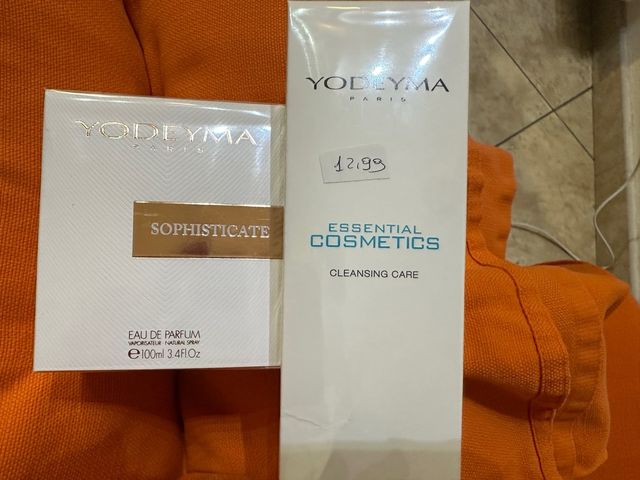 YODEYMA
PARIS
SOPHISTICATE
EAU DE PARFUM
VAPORISATEUR · NATURAL SPRAY
℮100ml 3.4Fl.Oz
YODEYMA
PARIS
12,99
ESSENTIAL
COSMETICS
CLEANSING CARE